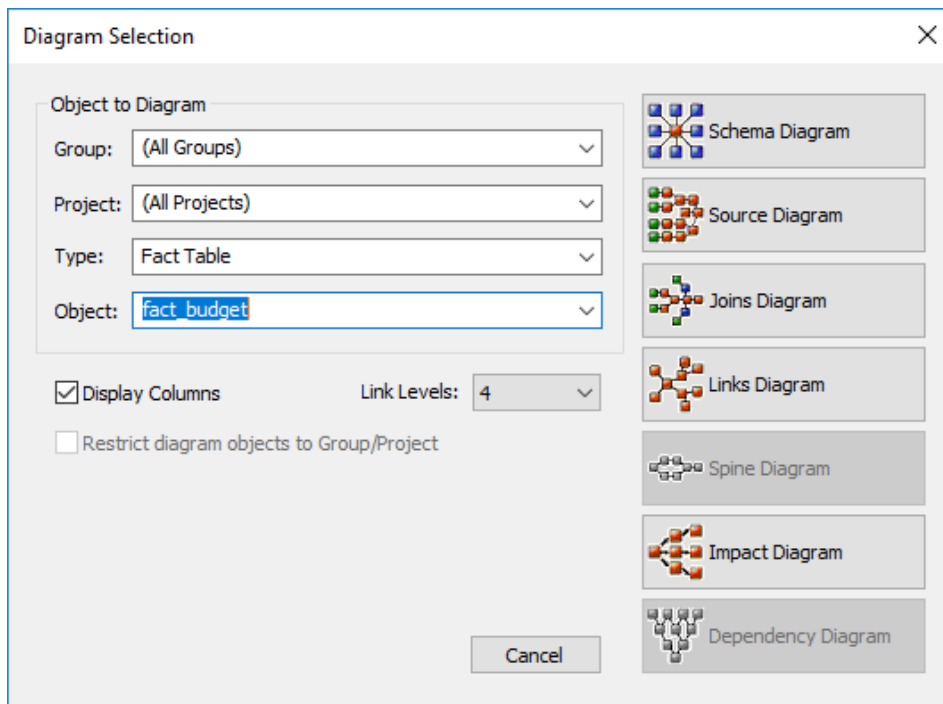 Diagram Selection
Object to Diagram
Group: (All Groups)
Project: (All Projects)
Type: Fact Table
Object: fact_budget
Display Columns
Link Levels: 4
Restrict diagram objects to Group/Project
Cancel
Schema Diagram
Source Diagram
Joins Diagram
Links Diagram
Spine Diagram
Impact Diagram
Dependency Diagram